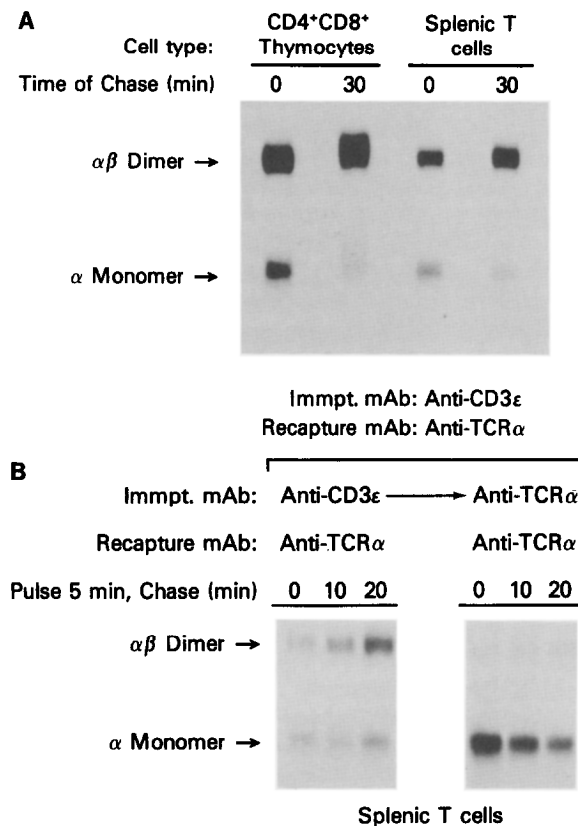 A
Cell type:
CD4⁺CD8⁺ Thymocytes
Splenic T cells
Time of Chase (min)
0 30 0 30
αβ Dimer →
α Monomer →
Immpt. mAb: Anti-CD3ε
Recapture mAb: Anti-TCRα
B
Immpt. mAb: Anti-CD3ε → Anti-TCRα
Recapture mAb: Anti-TCRα Anti-TCRα
Pulse 5 min, Chase (min) 0 10 20 0 10 20
αβ Dimer →
α Monomer →
Splenic T cells